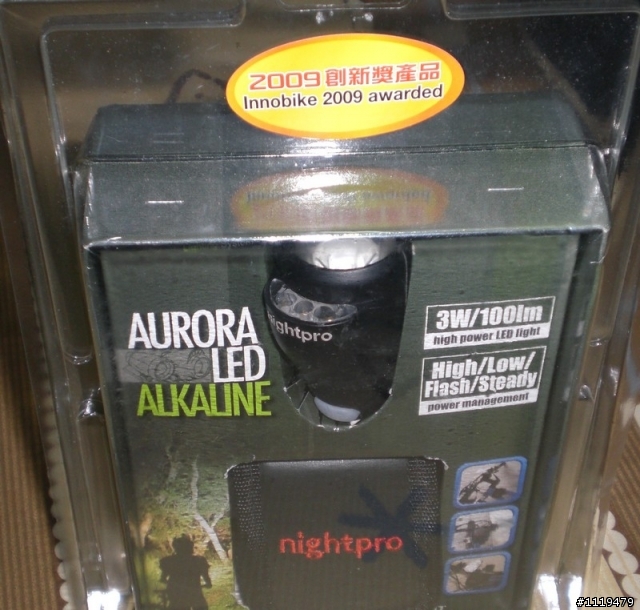 2009創新獎產品
Innobike 2009 awarded
nightpro
AURORA
LED
ALKALINE
3W/100lm
high power LED light
High/Low/
Flash/Steady
power management
nightpro
#1119479